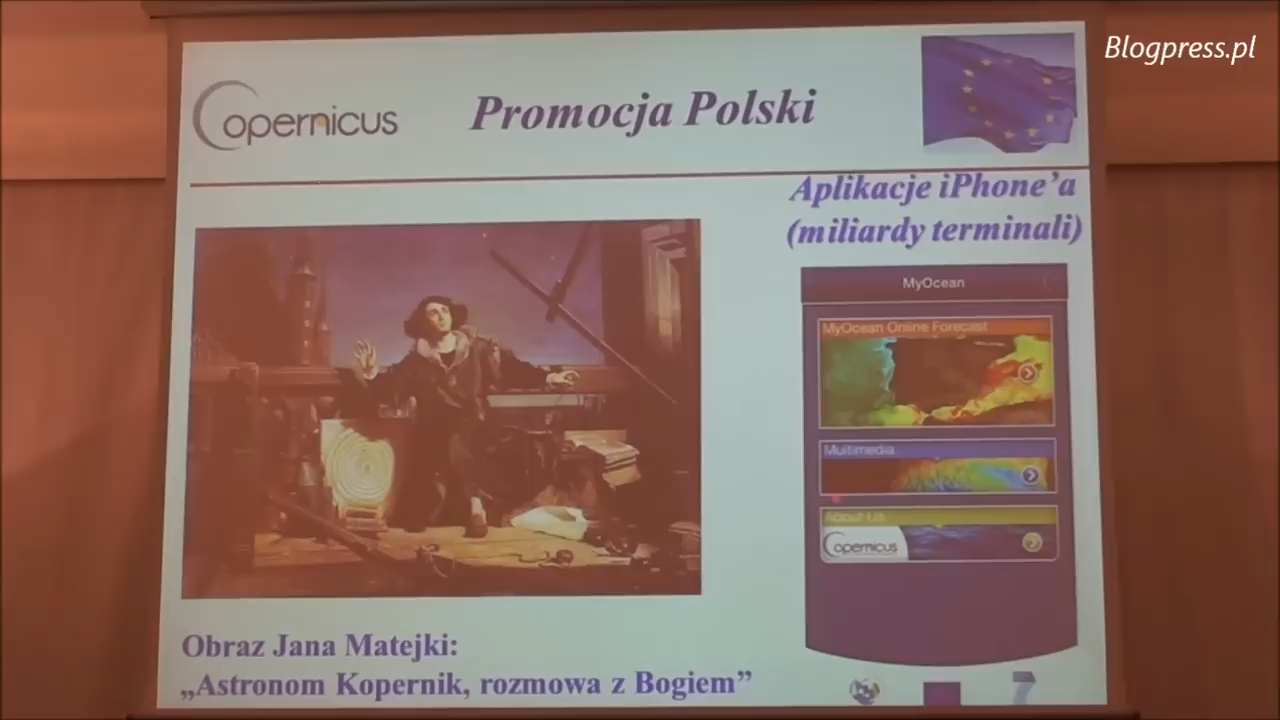 Blogpress.pl
Copernicus
Promocja Polski
Aplikacje iPhone’a
(miliardy terminali)
MyOcean
MyOcean Online Forecast
Multimedia
About Us
Copernicus
Obraz Jana Matejki:
„Astronom Kopernik, rozmowa z Bogiem”
7